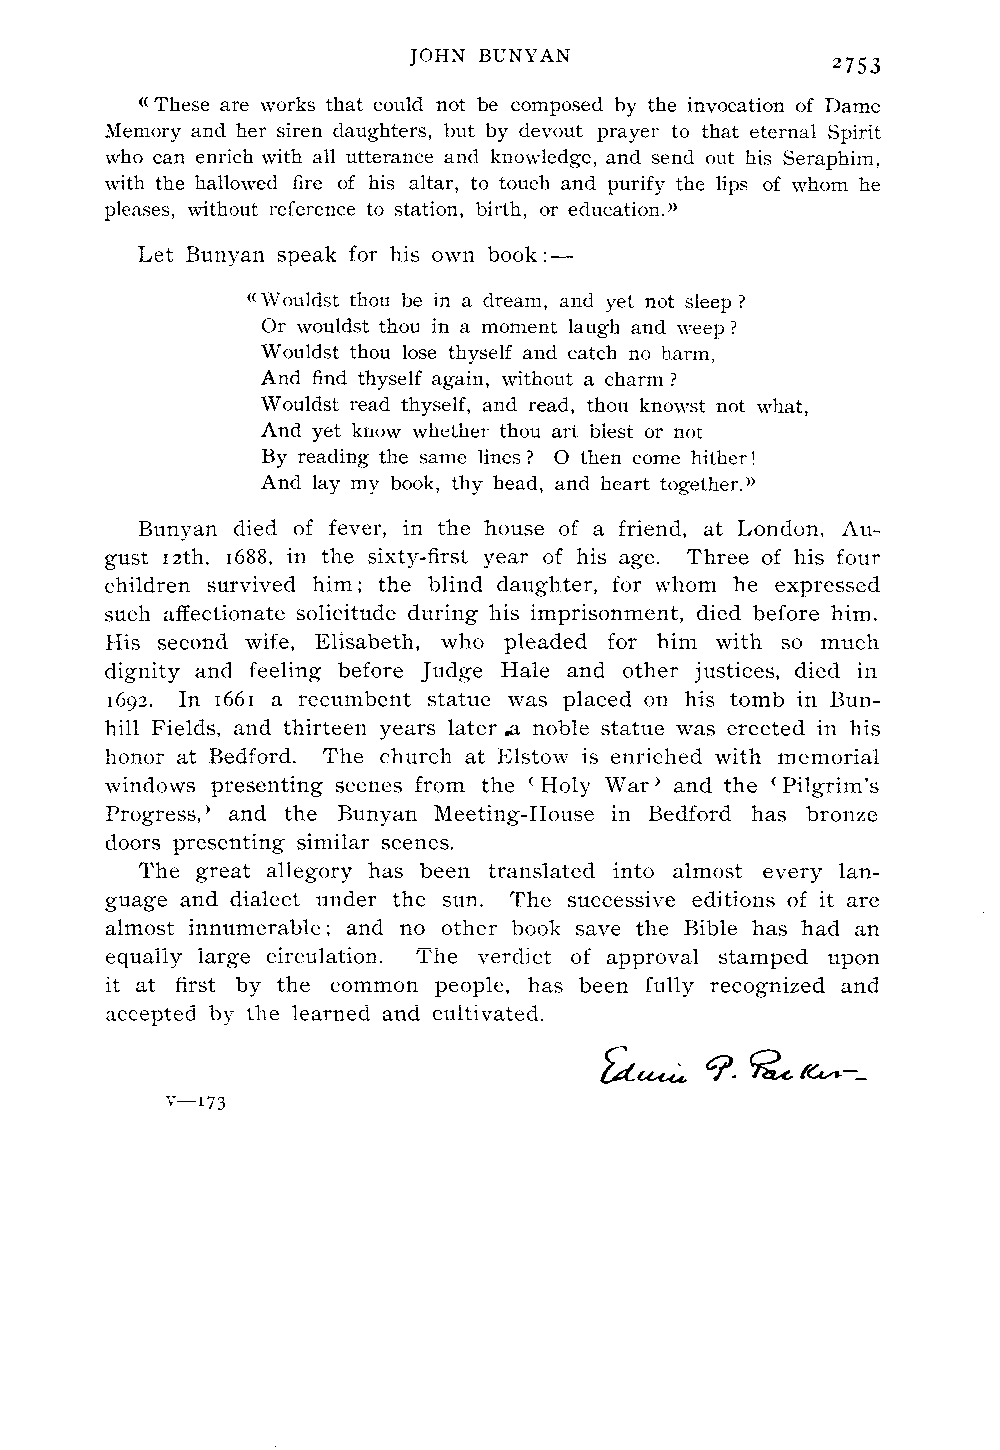 JOHN BUNYAN
2753
« These are works that could not be composed by the invocation of Dame
Memory and her siren daughters, but by devout prayer to that eternal Spirit
who can enrich with all utterance and knowledge, and send out his Seraphim,
with the hallowed fire of his altar, to touch and purify the lips of whom he
pleases, without reference to station, birth, or education.»
Let Bunyan speak for his own book:—
«Wouldst thou be in a dream, and yet not sleep?
Or wouldst thou in a moment laugh and weep?
Wouldst thou lose thyself and catch no harm,
And find thyself again, without a charm?
Wouldst read thyself, and read, thou knowst not what,
And yet know whether thou art blest or not
By reading the same lines? O then come hither!
And lay my book, thy head, and heart together.»
Bunyan died of fever, in the house of a friend, at London, Au-
gust 12th, 1688, in the sixty-first year of his age. Three of his four
children survived him; the blind daughter, for whom he expressed
such affectionate solicitude during his imprisonment, died before him.
His second wife, Elisabeth, who pleaded for him with so much
dignity and feeling before Judge Hale and other justices, died in
1692. In 1661 a recumbent statue was placed on his tomb in Bun-
hill Fields, and thirteen years later a noble statue was erected in his
honor at Bedford. The church at Elstow is enriched with memorial
windows presenting scenes from the ‹Holy War› and the ‹Pilgrim's
Progress,› and the Bunyan Meeting-House in Bedford has bronze
doors presenting similar scenes.
The great allegory has been translated into almost every lan-
guage and dialect under the sun. The successive editions of it are
almost innumerable; and no other book save the Bible has had an
equally large circulation. The verdict of approval stamped upon
it at first by the common people, has been fully recognized and
accepted by the learned and cultivated.
Edwin P. Parker
V—173